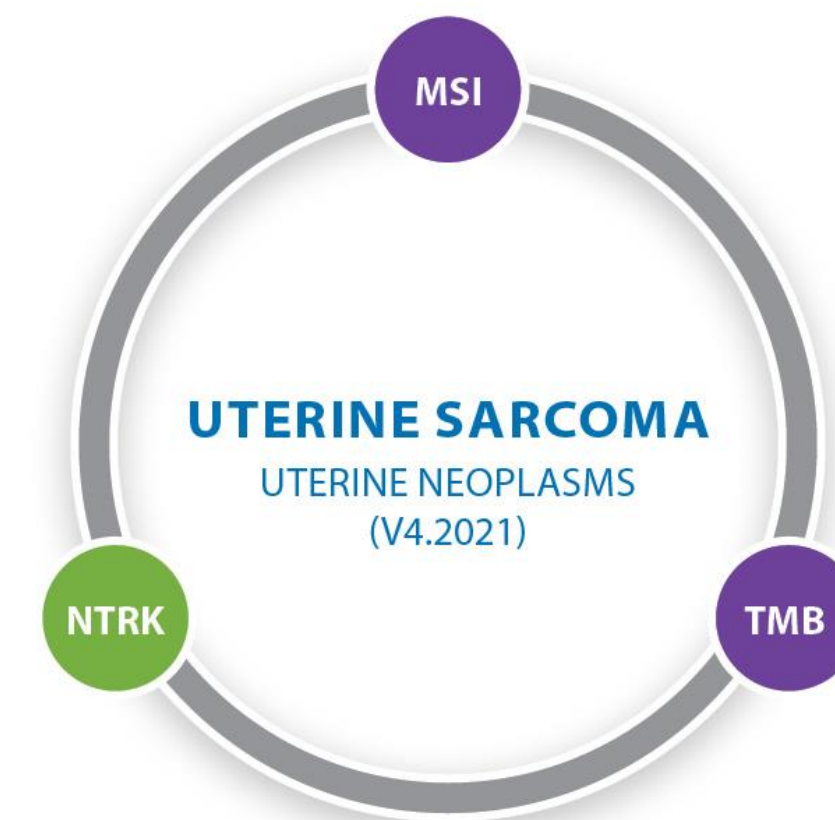 MSI
UTERINE SARCOMA
UTERINE NEOPLASMS
(V4.2021)
NTRK
TMB